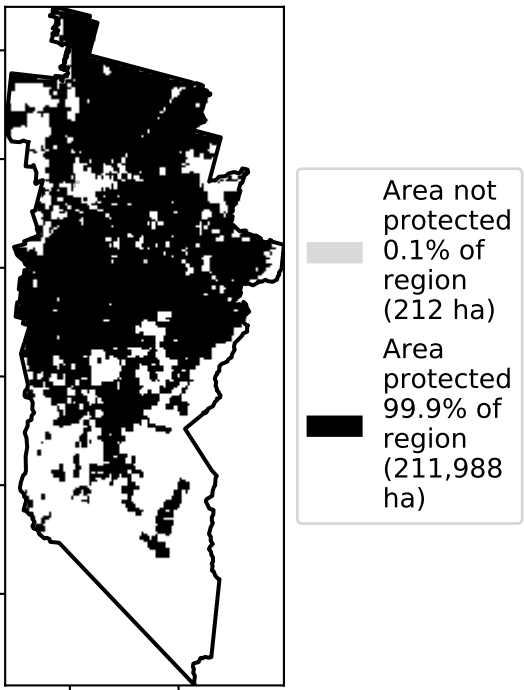 Area not
protected
0.1% of
region
(212 ha)
Area
protected
99.9% of
region
(211,988
ha)